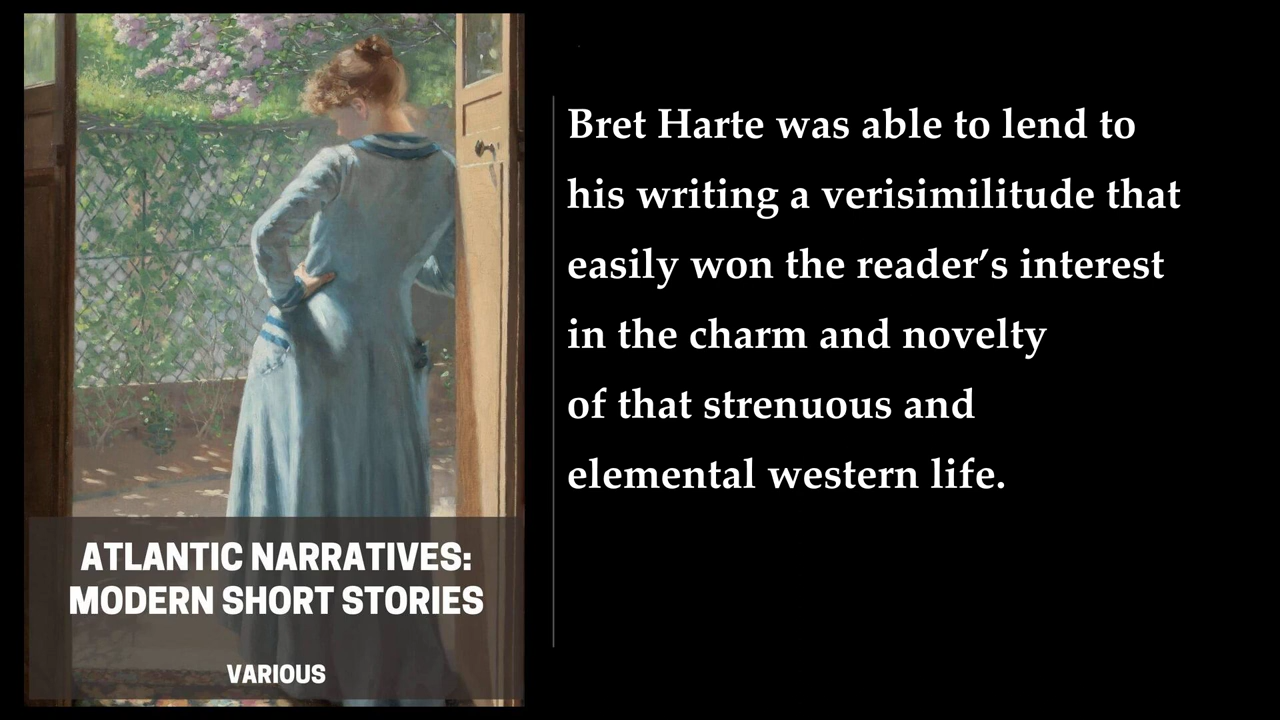 Bret Harte was able to lend to
his writing a verisimilitude that
easily won the reader’s interest
in the charm and novelty
of that strenuous and
elemental western life.
ATLANTIC NARRATIVES:
MODERN SHORT STORIES
VARIOUS